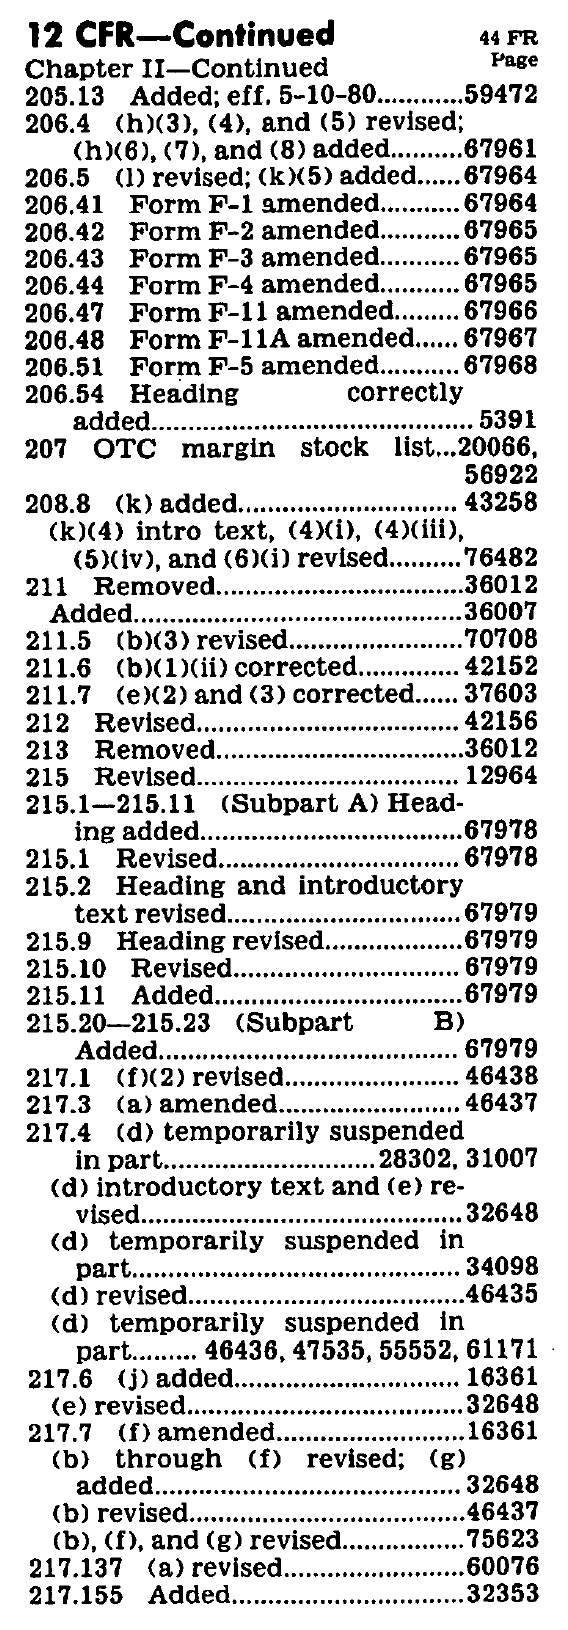 12 CFR—Continued
44 FR
Page
Chapter II—Continued
205.13 Added; eff. 5-10-80............59472
206.4 (h)(3), (4), and (5) revised;
(h)(6), (7), and (8) added..........67961
206.5 (l) revised; (k)(5) added......67964
206.41 Form F-1 amended...........67964
206.42 Form F-2 amended...........67965
206.43 Form F-3 amended...........67965
206.44 Form F-4 amended...........67965
206.47 Form F-11 amended.........67966
206.48 Form F-11A amended......67967
206.51 Form F-5 amended...........67968
206.54 Heading correctly
added.............................................5391
207 OTC margin stock list...20066,
56922
208.8 (k) added..............................43258
(k)(4) intro text, (4)(i), (4)(iii),
(5)(iv), and (6)(i) revised..........76482
211 Removed..................................36012
Added.............................................36007
211.5 (b)(3) revised........................70708
211.6 (b)(1)(ii) corrected..............42152
211.7 (e)(2) and (3) corrected......37603
212 Revised....................................42156
213 Removed..................................36012
215 Revised....................................12964
215.1—215.11 (Subpart A) Head-
ing added....................................67978
215.1 Revised.................................67978
215.2 Heading and introductory
text revised................................67979
215.9 Heading revised...................67979
215.10 Revised...............................67979
215.11 Added..................................67979
215.20—215.23 (Subpart B)
Added.........................................67979
217.1 (f)(2) revised........................46438
217.3 (a) amended.........................46437
217.4 (d) temporarily suspended
in part.............................28302, 31007
(d) introductory text and (e) re-
vised............................................32648
(d) temporarily suspended in
part.............................................34098
(d) revised......................................46435
(d) temporarily suspended in
part......... 46436, 47535, 55552, 61171
217.6 (j) added...............................16361
(e) revised......................................32648
217.7 (f) amended..........................16361
(b) through (f) revised; (g)
added..........................................32648
(b) revised......................................46437
(b), (f), and (g) revised.................75623
217.137 (a) revised.........................60076
217.155 Added................................32353